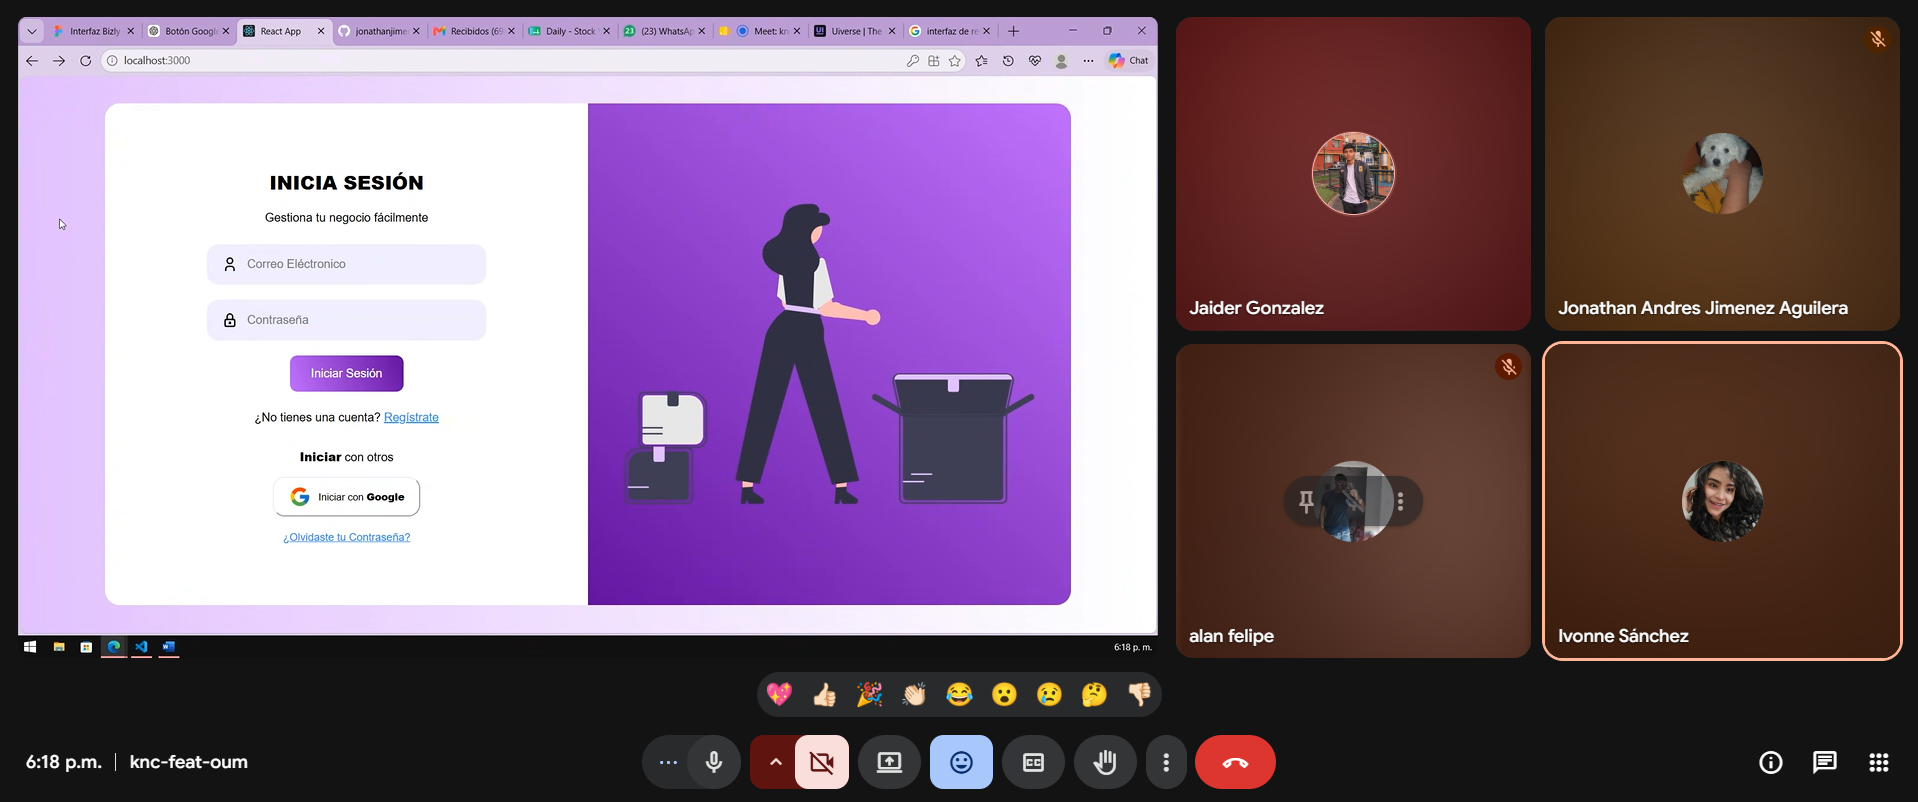 Interfaz Bizly
Botón Google
React App
jonathanjime
Recibidos (69
Daily - Stock
(23) WhatsAp
Meet: kn
Uiverse | The
interfaz de re
localhost:3000
Chat
INICIA SESIÓN
Gestiona tu negocio fácilmente
Correo Eléctronico
Contraseña
Iniciar Sesión
¿No tienes una cuenta? Regístrate
Iniciar con otros
Iniciar con Google
¿Olvidaste tu Contraseña?
6:18 p. m.
Jaider Gonzalez
Jonathan Andres Jimenez Aguilera
alan felipe
Ivonne Sánchez
6:18 p.m. | knc-feat-oum